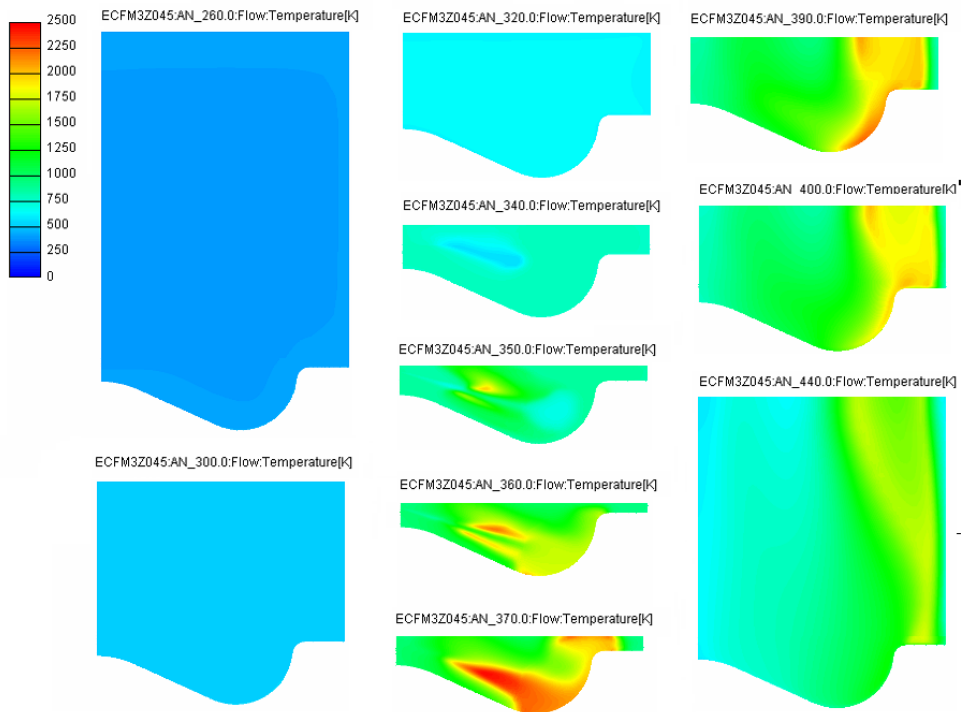 ECFM3Z045:AN_260.0:Flow:Temperature[K]
2500
2250
2000
1750
1500
1250
1000
750
500
250
0
ECFM3Z045:AN_300.0:Flow:Temperature[K]
ECFM3Z045:AN_320.0:Flow:Temperature[K]
ECFM3Z045:AN_340.0:Flow:Temperature[K]
ECFM3Z045:AN_350.0:Flow:Temperature[K]
ECFM3Z045:AN_360.0:Flow:Temperature[K]
ECFM3Z045:AN_370.0:Flow:Temperature[K]
ECFM3Z045:AN_390.0:Flow:Temperature[K]
ECFM3Z045:AN_400.0:Flow:Temperature[K]
ECFM3Z045:AN_440.0:Flow:Temperature[K]